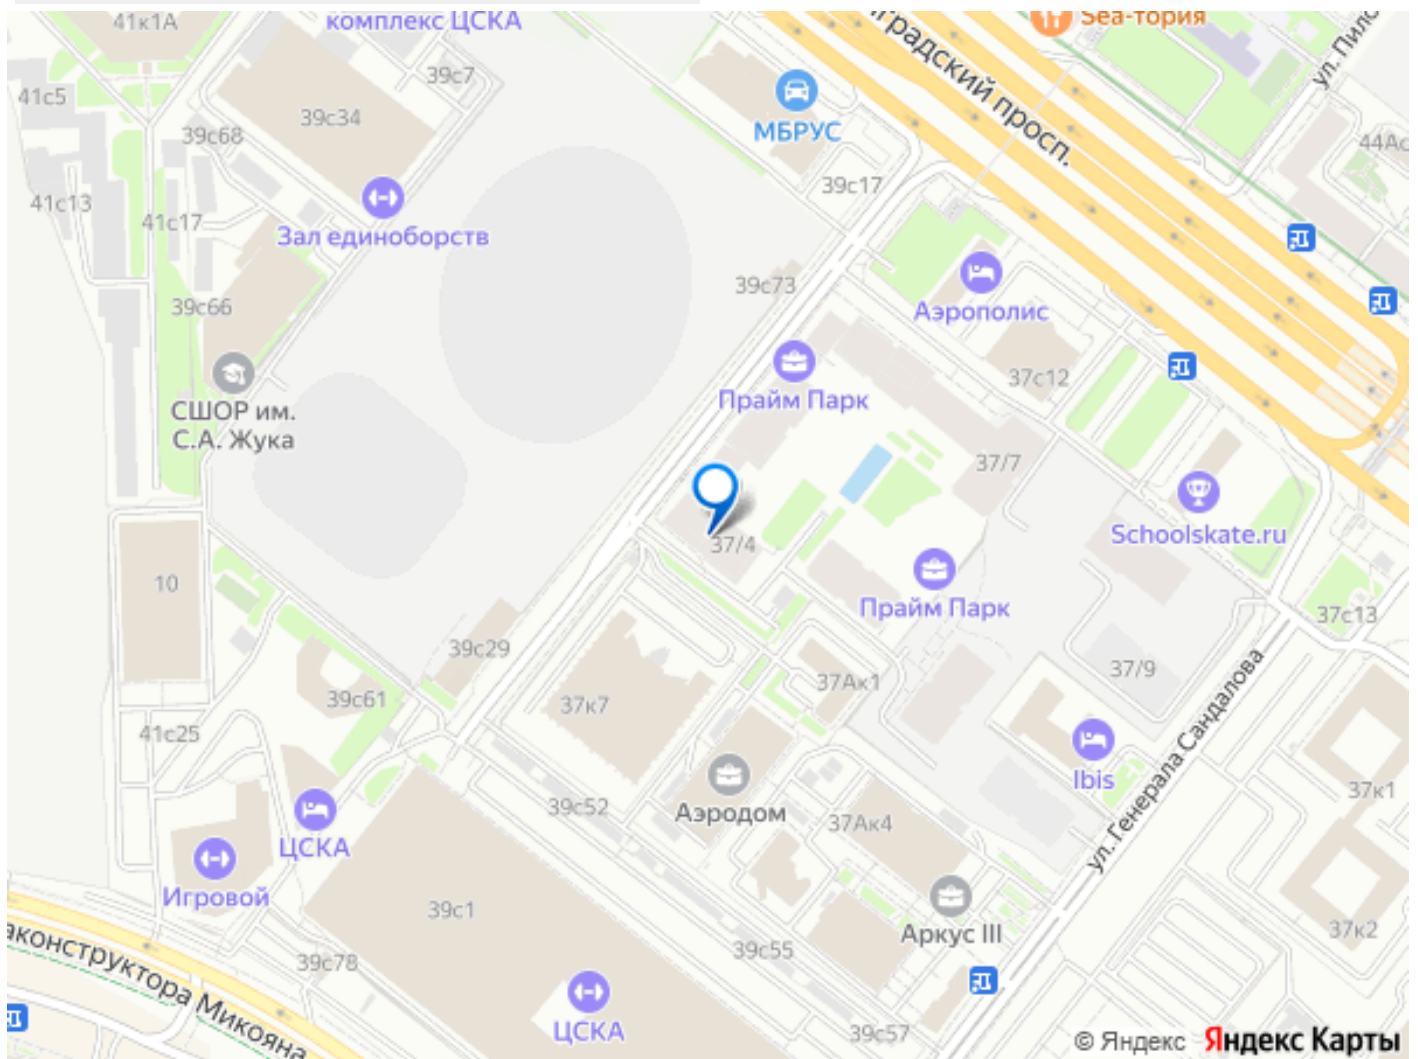 41к1А
комплекс ЦСКА
Sea-тория
градский просп.
ул. Пило
39с7
41с5
39с34
39с68
МБРУС
44Ас
39с17
41с13
41с17
Зал единоборств
39с73
39с66
Аэрополис
37с12
Прайм Парк
СШОР им.
С.А. Жука
37/7
Schoolskate.ru
37/4
10
Прайм Парк
37с13
39с29
37/9
37Ак1
39с61
37к7
41с25
ул. Генерала Сандалова
Ibis
37к1
39с52
Аэродом
37Ак4
ЦСКА
Игровой
39с1
Аркус III
37к2
39с55
39с78
аконструктора Микояна
ЦСКА
39с57
© Яндекс Яндекс Карты